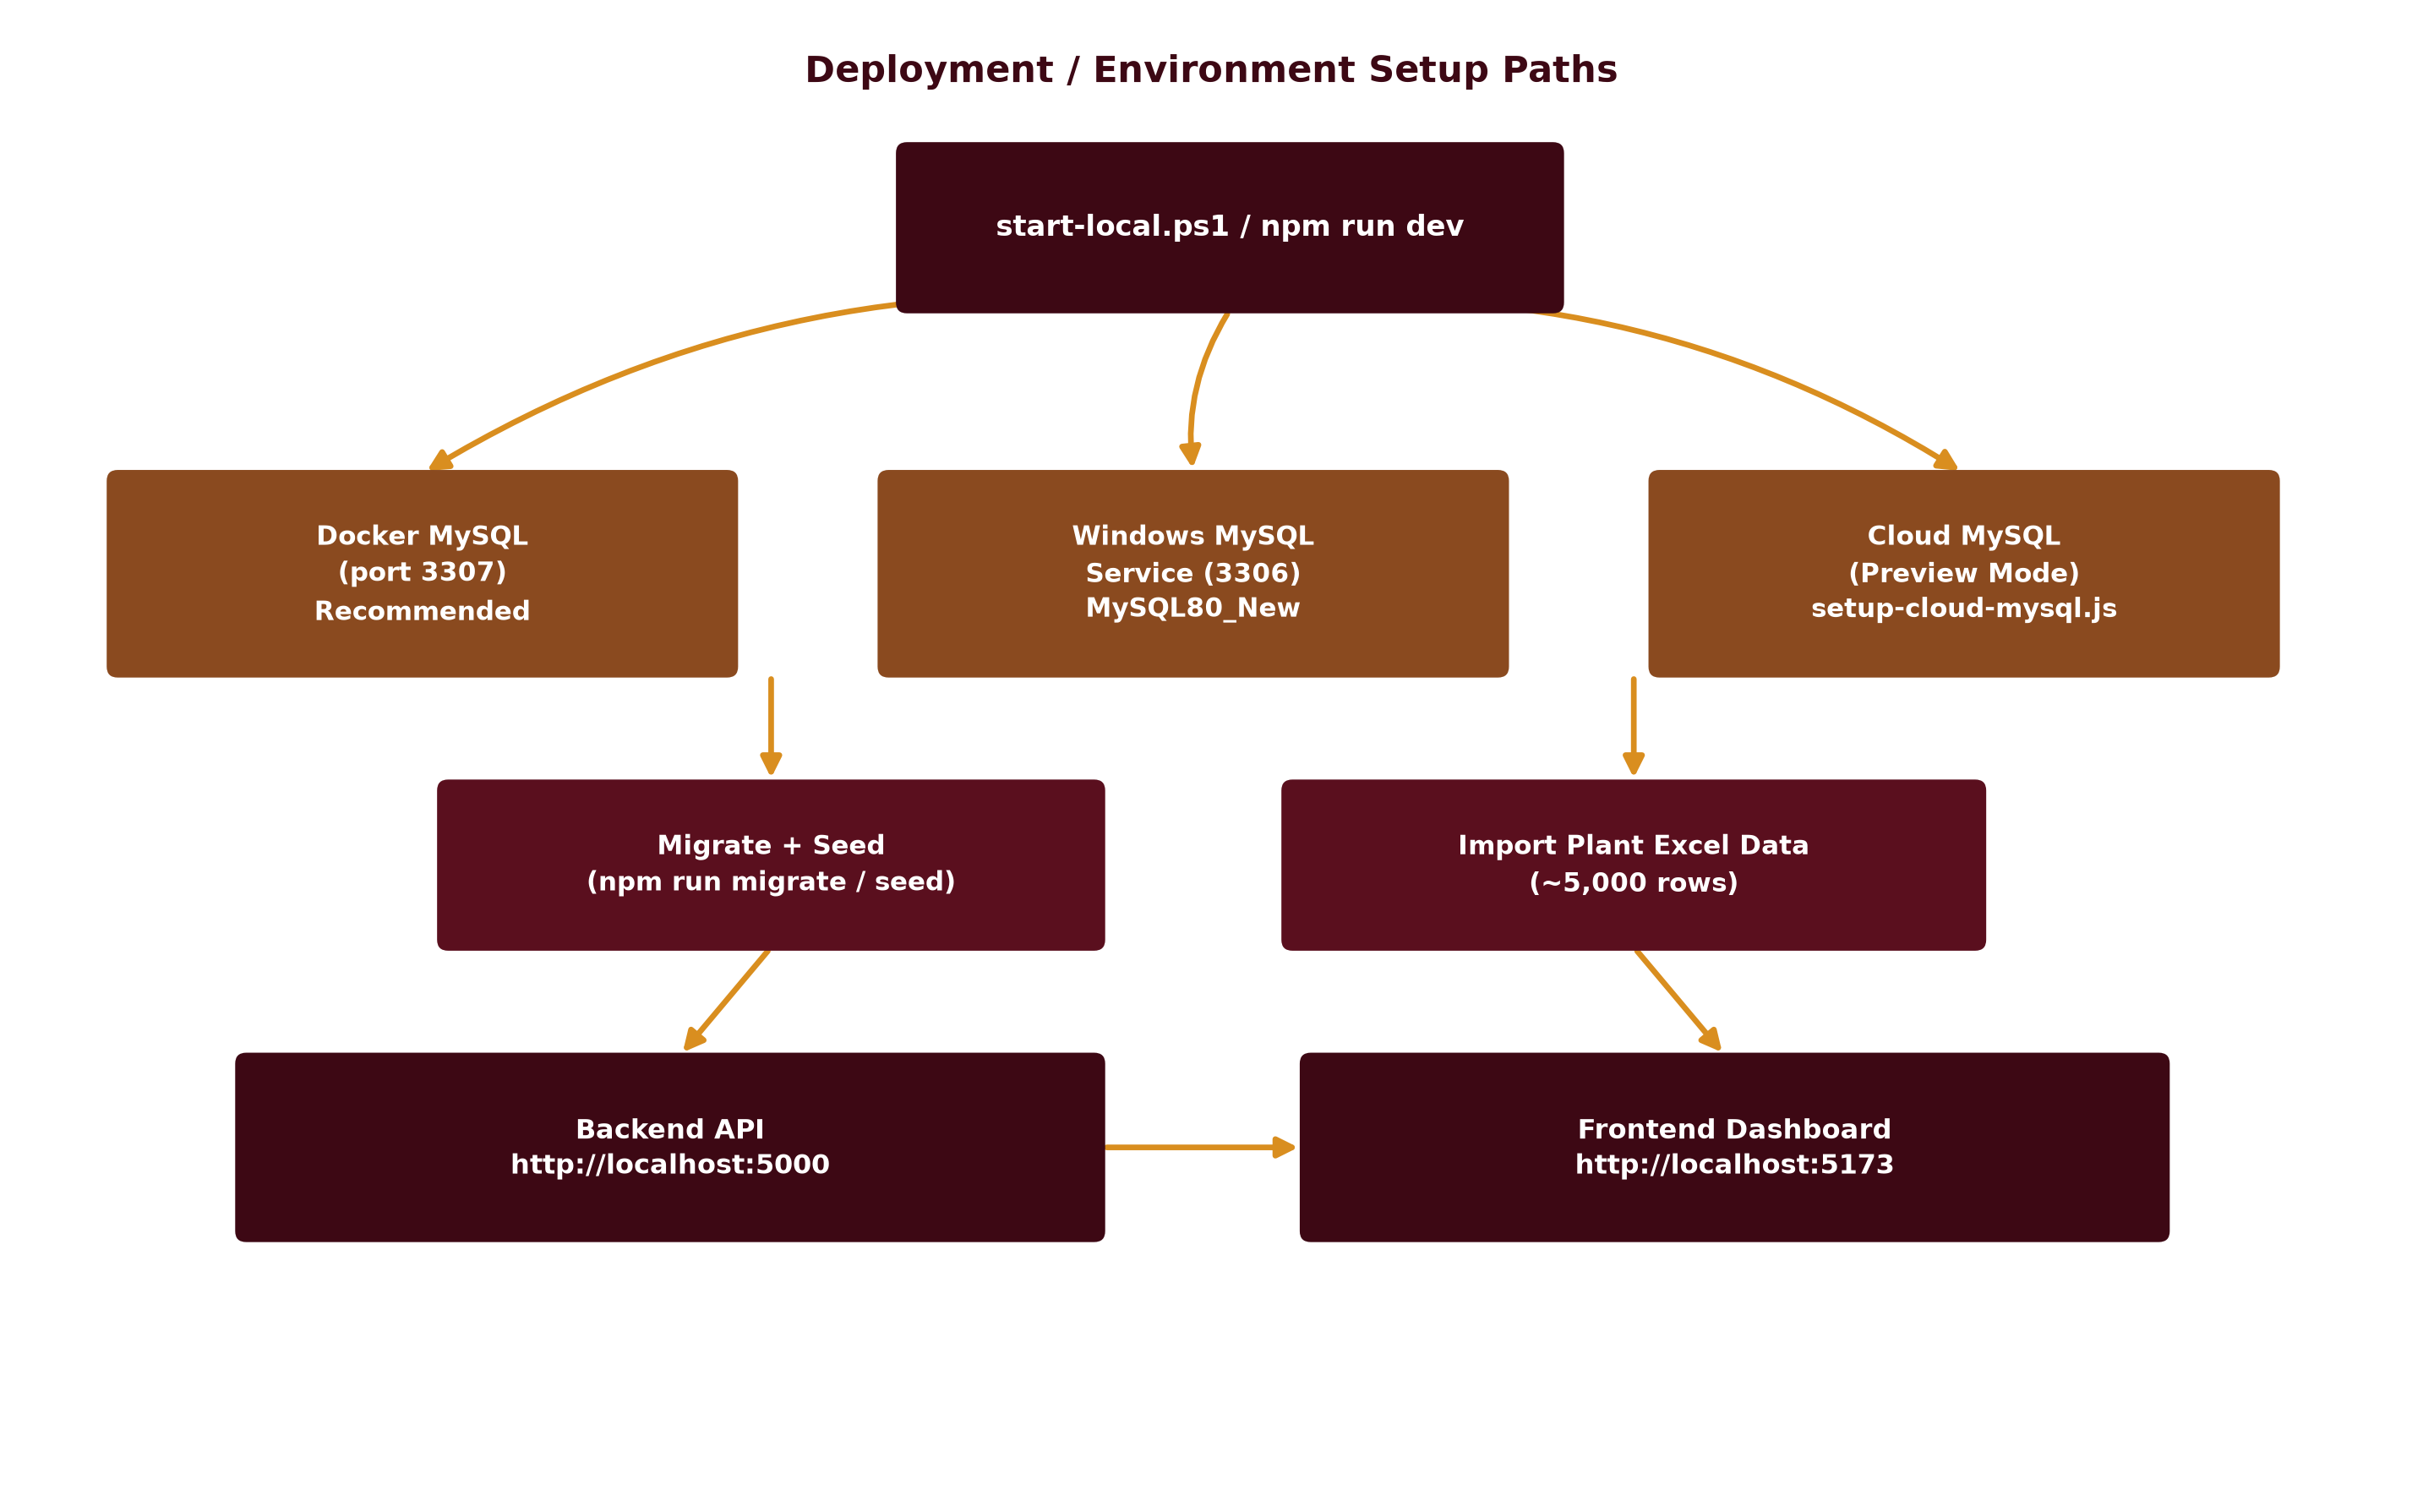 Deployment / Environment Setup Paths
start-local.ps1 / npm run dev
Docker MySQL
(port 3307)
Recommended
Windows MySQL
Service (3306)
MySQL80_New
Cloud MySQL
(Preview Mode)
setup-cloud-mysql.js
Migrate + Seed
(npm run migrate / seed)
Import Plant Excel Data
(~5,000 rows)
Backend API
http://localhost:5000
Frontend Dashboard
http://localhost:5173